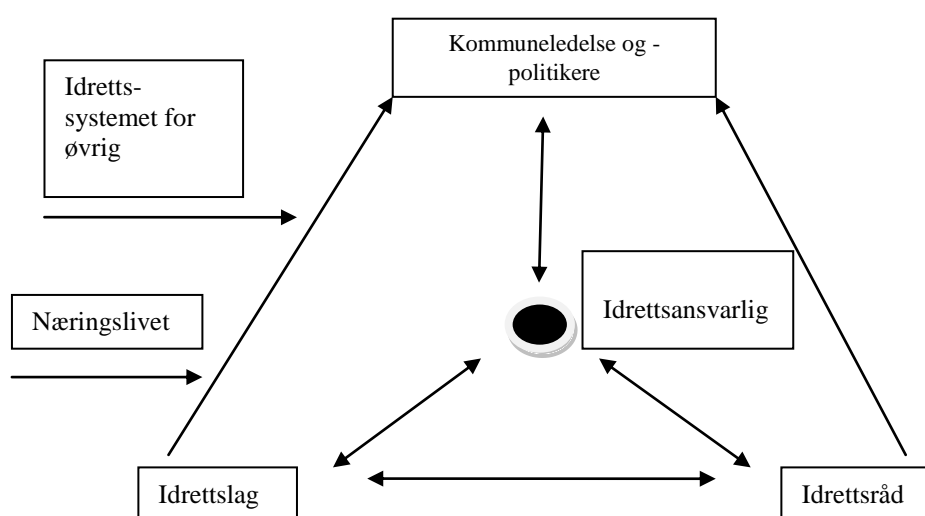 Kommuneledelse og -
politikere
Idretts-
systemet for
øvrig
Idrettsansvarlig
Næringslivet
Idrettslag
Idrettsråd